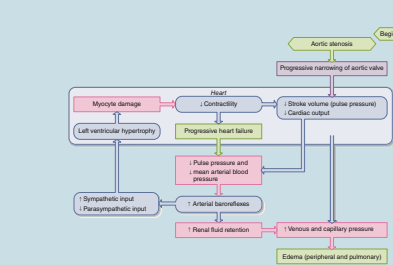 Begi
Aortic stenosis
Progressive narrowing of aortic valve
Heart
Myocyte damage
↓ Contractility
↓ Stroke volume (pulse pressure)
↓ Cardiac output
Left ventricular hypertrophy
Progressive heart failure
↓ Pulse pressure and
↓ mean arterial blood
pressure
↑ Sympathetic input
↓ Parasympathetic input
↑ Arterial baroreflexes
↑ Renal fluid retention
↑ Venous and capillary pressure
Edema (peripheral and pulmonary)